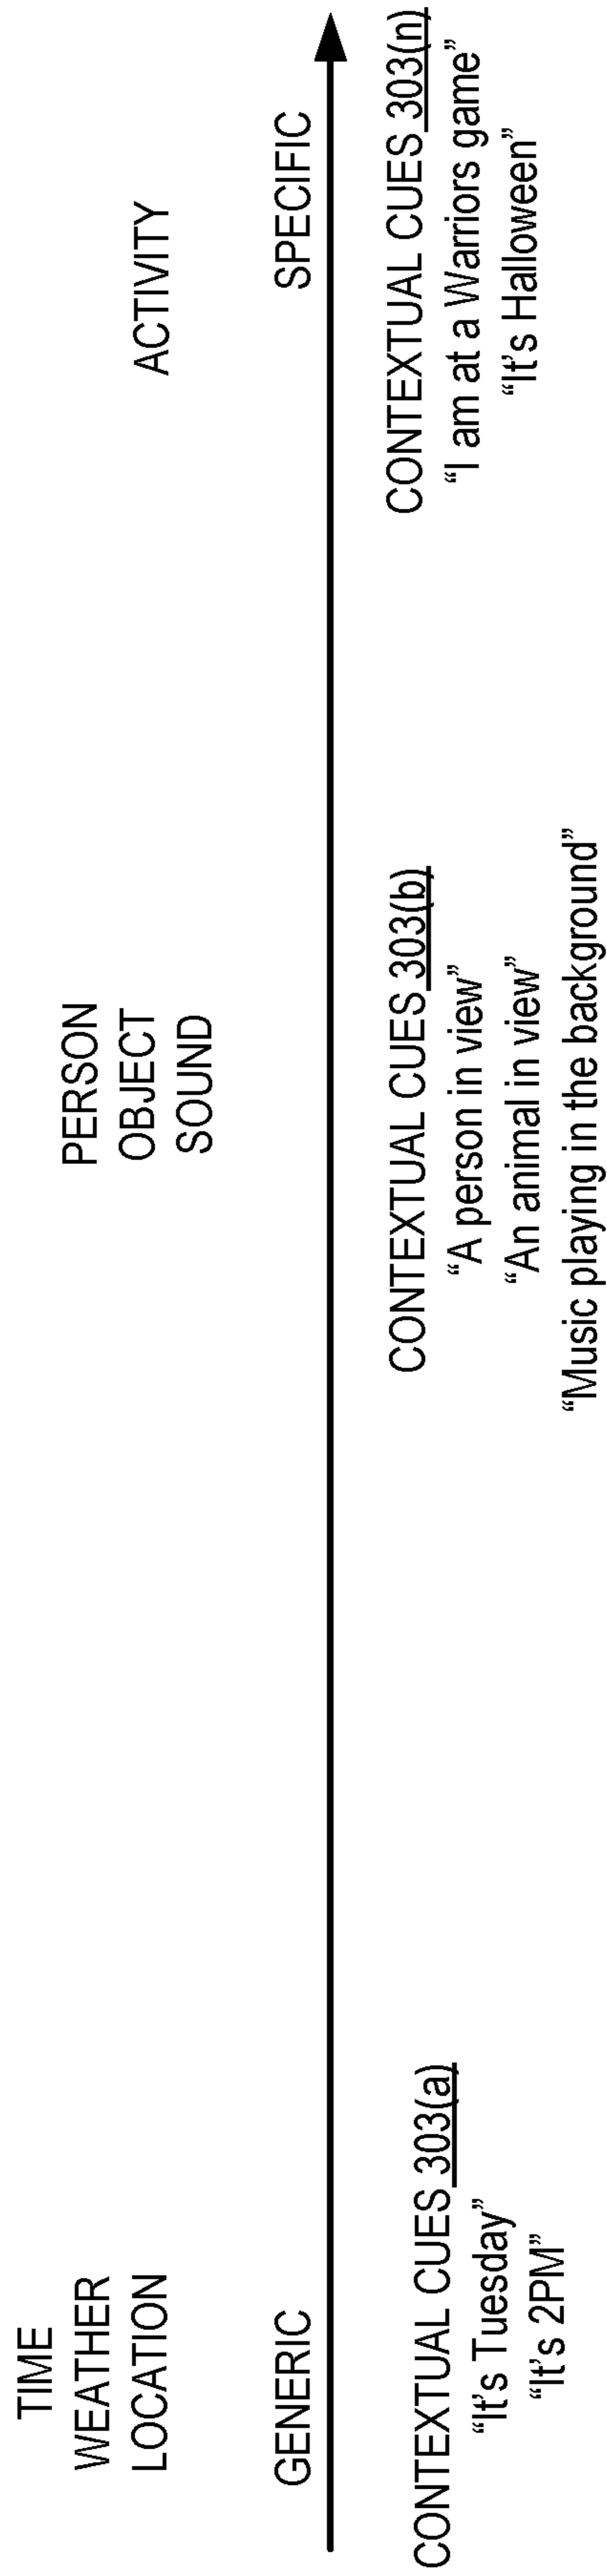 TIME
WEATHER
LOCATION
PERSON
OBJECT
SOUND
ACTIVITY
GENERIC
SPECIFIC
CONTEXTUAL CUES 303(a)
“It’s Tuesday”
“It’s 2PM”
CONTEXTUAL CUES 303(b)
“A person in view”
“An animal in view”
“Music playing in the background”
CONTEXTUAL CUES 303(n)
“I am at a Warriors game”
“It’s Halloween”